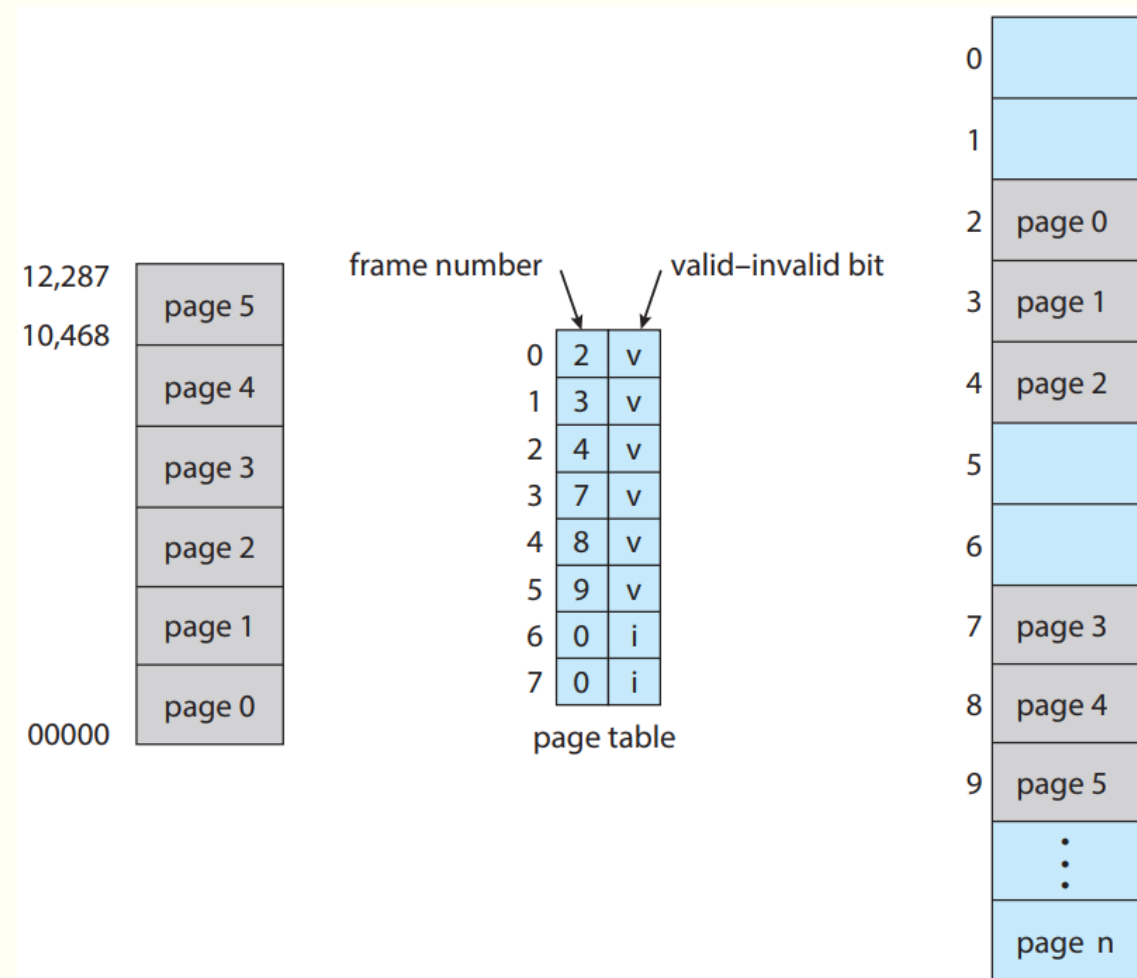 12,287
10,468
00000
page 5
page 4
page 3
page 2
page 1
page 0
frame number
valid–invalid bit
0 2 v
1 3 v
2 4 v
3 7 v
4 8 v
5 9 v
6 0 i
7 0 i
page table
0
1
2 page 0
3 page 1
4 page 2
5
6
7 page 3
8 page 4
9 page 5
page n